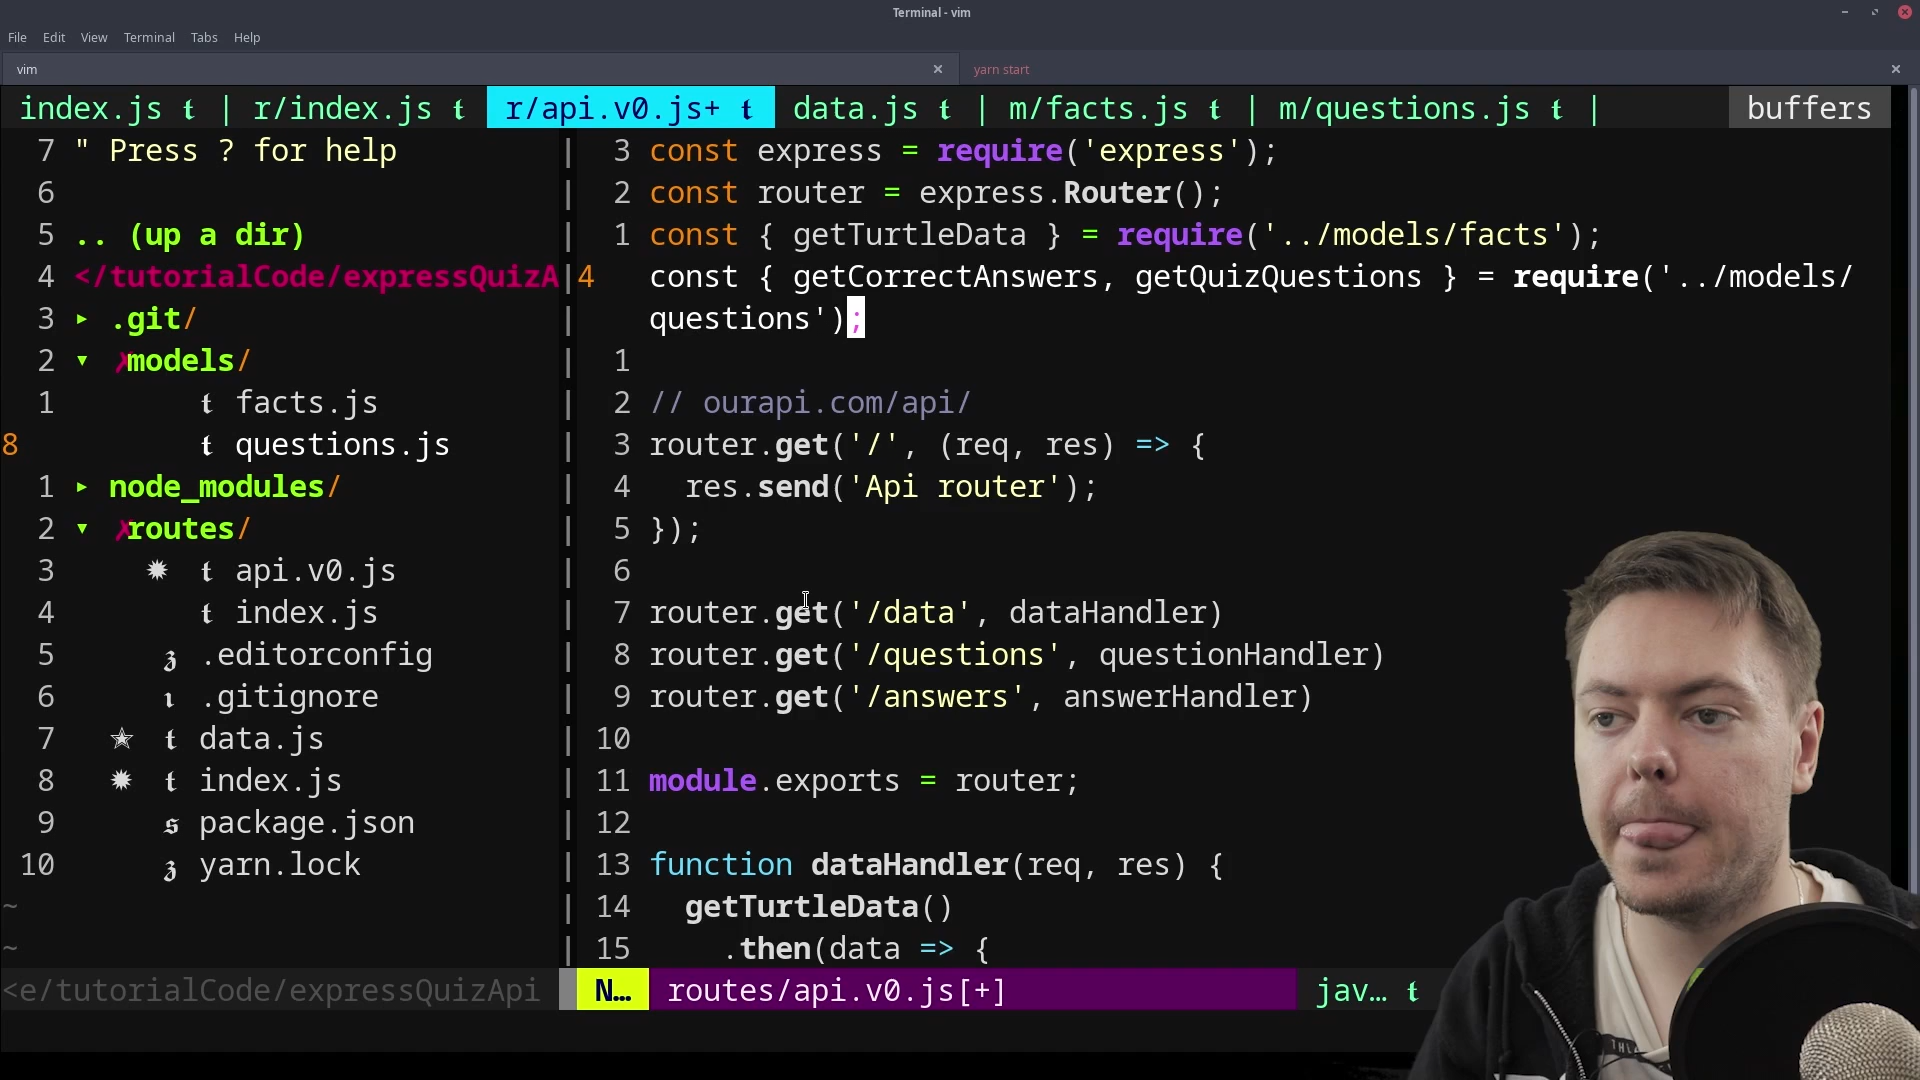 Terminal - vim
File Edit View Terminal Tabs Help
vim
yarn start
index.js t | r/index.js t r/api.v0.js+ t data.js t | m/facts.js t | m/questions.js t | buffers
7 " Press ? for help
6
5 .. (up a dir)
4 </tutorialCode/expressQuizA
3 ▸ .git/
2 ▾ ✗models/
1 t facts.js
8 t questions.js
1 ▸ node_modules/
2 ▾ ✗routes/
3 ✹ t api.v0.js
4 t index.js
5 .editorconfig
6 .gitignore
7 ✭ t data.js
8 ✹ t index.js
9 s package.json
10 yarn.lock
~
~
<e/tutorialCode/expressQuizApi
3 const express = require('express');
2 const router = express.Router();
1 const { getTurtleData } = require('../models/facts');
4 const { getCorrectAnswers, getQuizQuestions } = require('../models/
questions');
1
2 // ourapi.com/api/
3 router.get('/', (req, res) => {
4 res.send('Api router');
5 });
6
7 router.get('/data', dataHandler)
8 router.get('/questions', questionHandler)
9 router.get('/answers', answerHandler)
10
11 module.exports = router;
12
13 function dataHandler(req, res) {
14 getTurtleData()
15 .then(data => {
N… routes/api.v0.js[+] jav… t